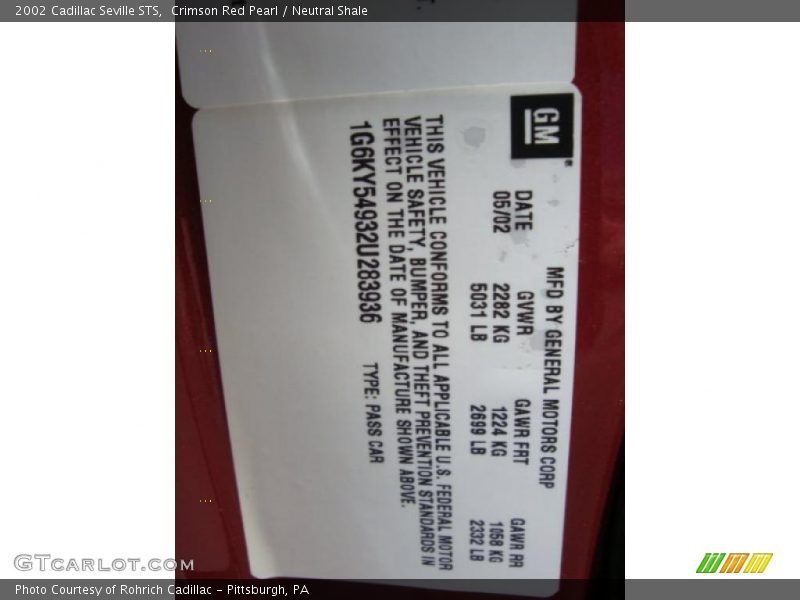 2002 Cadillac Seville STS, Crimson Red Pearl / Neutral Shale
GM
MFD BY GENERAL MOTORS CORP
DATE GVWR GAWR FRT GAWR RR
05/02 2282 KG 1224 KG 1058 KG
5031 LB 2699 LB 2332 LB
THIS VEHICLE CONFORMS TO ALL APPLICABLE U.S. FEDERAL MOTOR
VEHICLE SAFETY, BUMPER, AND THEFT PREVENTION STANDARDS IN
EFFECT ON THE DATE OF MANUFACTURE SHOWN ABOVE.
1G6KY54932U283936 TYPE: PASS CAR
GTCarlot.com
Photo Courtesy of Rohrich Cadillac - Pittsburgh, PA